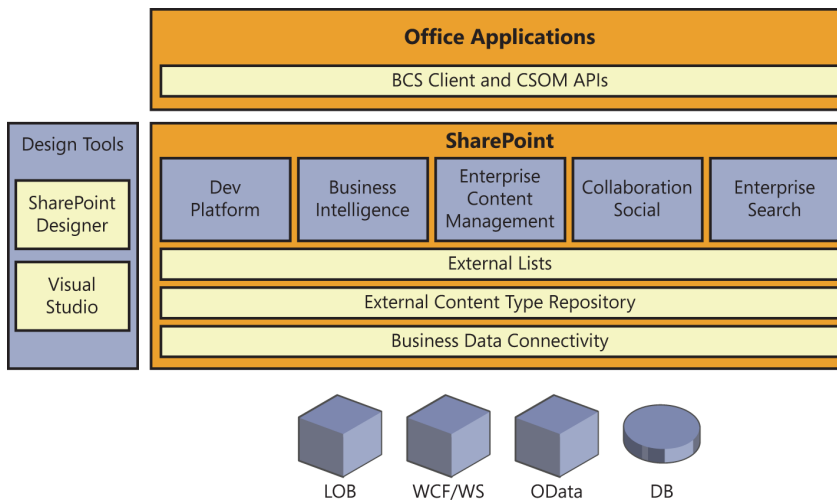 Office Applications
BCS Client and CSOM APIs
Design Tools
SharePoint
Designer
Visual
Studio
SharePoint
Dev
Platform
Business
Intelligence
Enterprise
Content
Management
Collaboration
Social
Enterprise
Search
External Lists
External Content Type Repository
Business Data Connectivity
LOB
WCF/WS
OData
DB